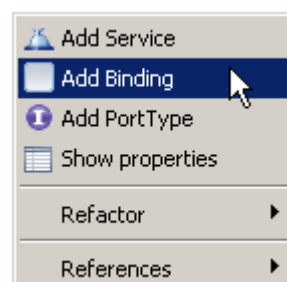 Add Service
Add Binding
Add PortType
Show properties
Refactor
References